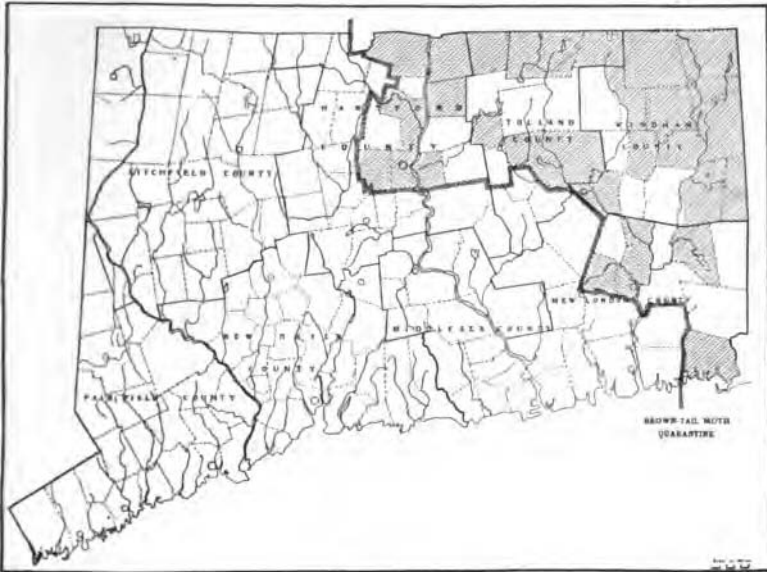 HARTFORD
COUNTY
TOLLAND
COUNTY
WINDHAM
COUNTY
LITCHFIELD COUNTY
NEW LONDON COUNTY
NEW HAVEN
COUNTY
MIDDLESEX COUNTY
FAIRFIELD COUNTY
BROWN-TAIL MOTH
QUARANTINE